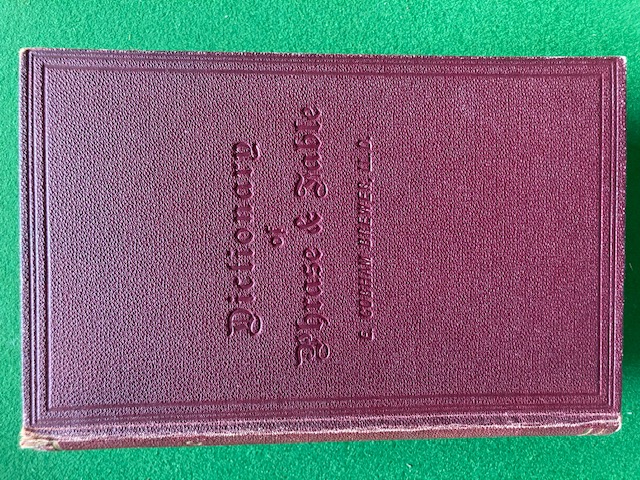 Dictionary
of
Phrase & Fable
E. COBHAM BREWER, LL.D.